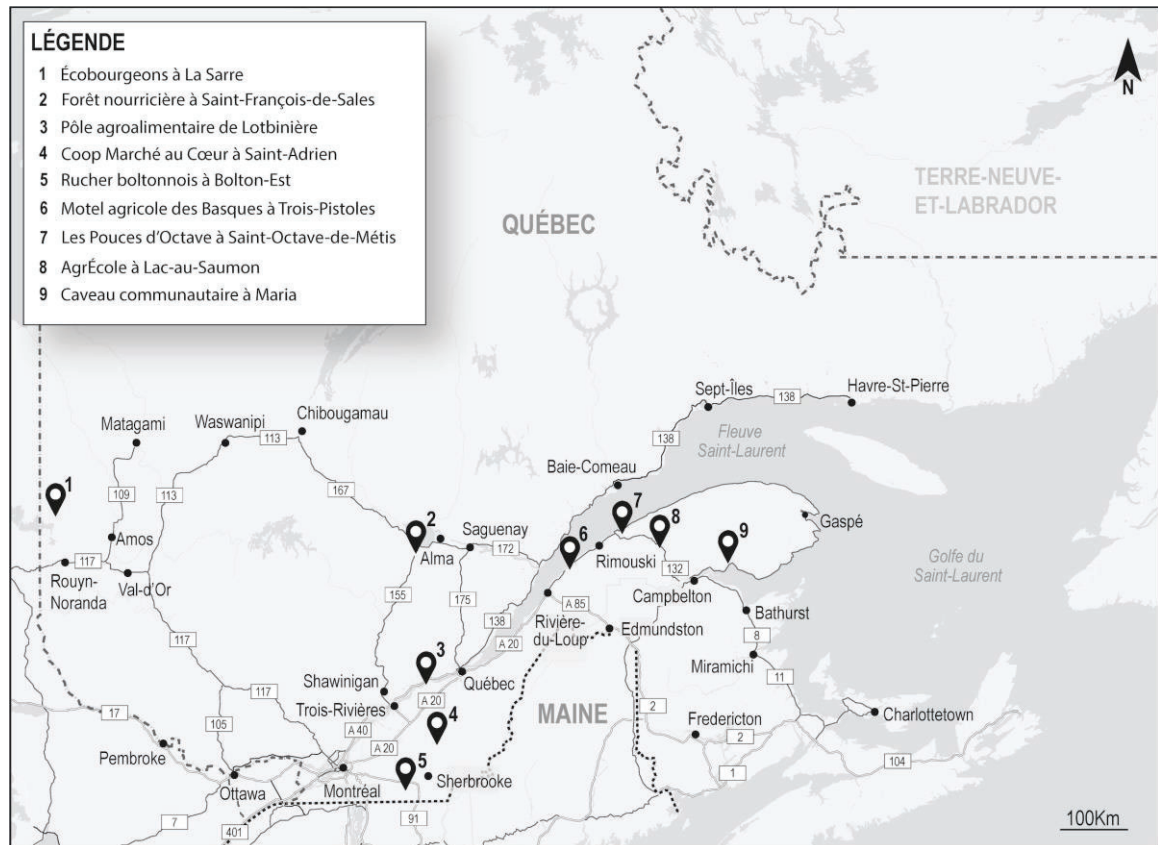 LÉGENDE
1 Écobourgeons à La Sarre
2 Forêt nourricière à Saint-François-de-Sales
3 Pôle agroalimentaire de Lotbinière
4 Coop Marché au Cœur à Saint-Adrien
5 Rucher boltonnois à Bolton-Est
6 Motel agricole des Basques à Trois-Pistoles
7 Les Pouces d'Octave à Saint-Octave-de-Métis
8 AgrÉcole à Lac-au-Saumon
9 Caveau communautaire à Maria
N
TERRE-NEUVE-
ET-LABRADOR
QUÉBEC
Sept-Îles
138
Havre-St-Pierre
Chibougamau
Matagami
Waswanipi
113
138
Fleuve
Saint-Laurent
Baie-Comeau
1
109
113
167
7
2
Saguenay
6
8
9
Gaspé
Amos
Alma
172
Rimouski
117
132
Golfe du
Saint-Laurent
Rouyn-
Noranda
Val-d'Or
Campbelton
155
175
138
A 85
Bathurst
Rivière-
du-Loup
Edmundston
A 20
8
117
3
Miramichi
Québec
11
Shawinigan
117
A 20
MAINE
Trois-Rivières
4
2
Charlottetown
17
105
A 40
Fredericton
2
Pembroke
A 20
5
104
Sherbrooke
1
Ottawa
Montréal
7
401
91
100Km